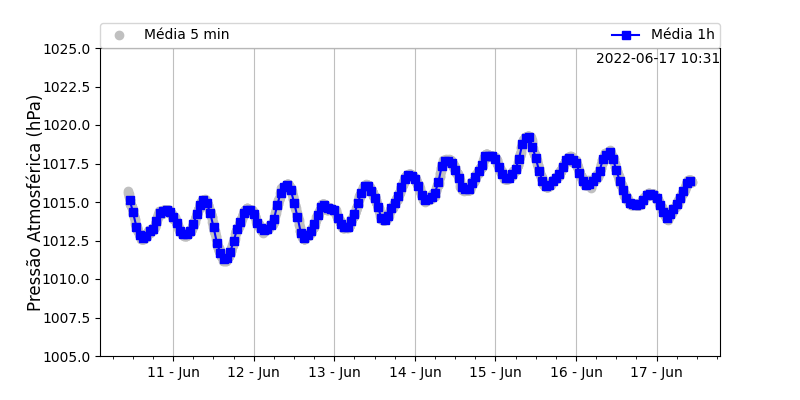 Média 5 min
Média 1h
2022-06-17 10:31
Pressão Atmosférica (hPa)
1025.0
1022.5
1020.0
1017.5
1015.0
1012.5
1010.0
1007.5
1005.0
11 - Jun
12 - Jun
13 - Jun
14 - Jun
15 - Jun
16 - Jun
17 - Jun